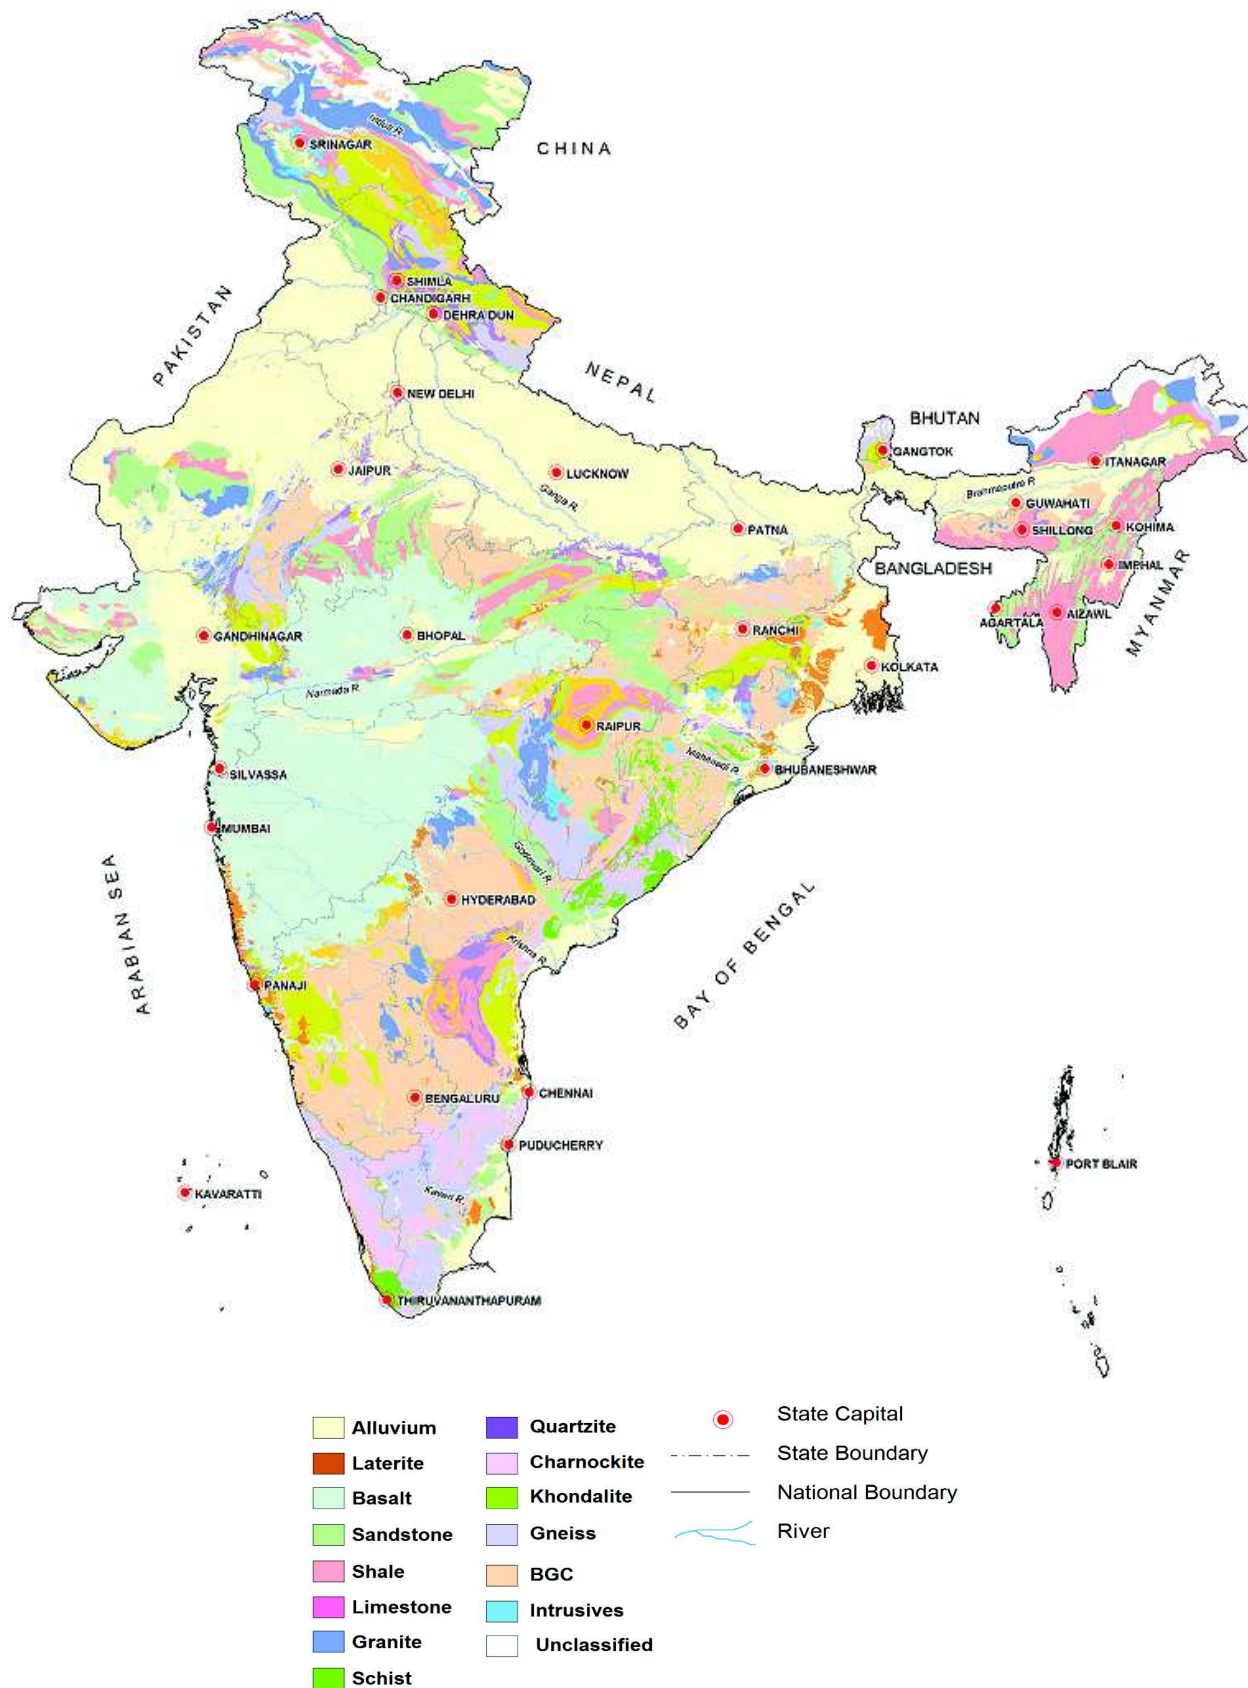 CHINA
Indus R.
SRINAGAR
SHIMLA
CHANDIGARH
DEHRA DUN
PAKISTAN
NEPAL
NEW DELHI
BHUTAN
GANGTOK
JAIPUR
LUCKNOW
ITANAGAR
Ganga R.
Brahmaputra R.
GUWAHATI
PATNA
SHILLONG
KOHIMA
BANGLADESH
IMPHAL
MYANMAR
AGARTALA
AIZAWL
GANDHINAGAR
BHOPAL
RANCHI
KOLKATA
Narmada R.
RAIPUR
Mahanadi R.
SILVASSA
BHUBANESHWAR
MUMBAI
Godavari R.
ARABIAN SEA
HYDERABAD
BAY OF BENGAL
Krishna R.
PANAJI
BENGALURU
CHENNAI
PUDUCHERRY
PORT BLAIR
KAVARATTI
Kaveri R.
THIRUVANANTHAPURAM
Alluvium
Laterite
Basalt
Sandstone
Shale
Limestone
Granite
Schist
Quartzite
Charnockite
Khondalite
Gneiss
BGC
Intrusives
Unclassified
State Capital
State Boundary
National Boundary
River